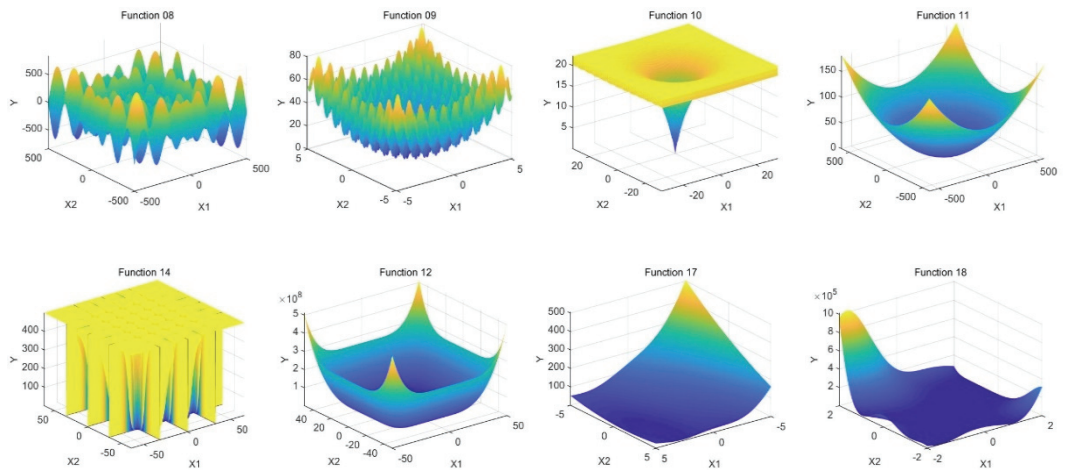 Function 08
500
0
-500
Y
500
0
-500
-500
0
500
X2
X1
Function 09
80
60
40
20
0
Y
5
0
-5
-5
0
5
X2
X1
Function 10
20
15
10
5
Y
20
0
-20
-20
0
20
X2
X1
Function 11
150
100
50
0
Y
500
0
-500
-500
0
500
X2
X1
Function 14
400
300
200
100
Y
50
0
-50
-50
0
50
X2
X1
Function 12
×10⁸
5
4
3
2
1
Y
40
20
0
-20
-40
-50
0
50
X2
X1
Function 17
500
400
300
200
100
Y
-5
0
5
5
0
-5
X2
X1
Function 18
×10⁵
10
8
6
4
2
Y
2
0
-2
-2
0
2
X2
X1